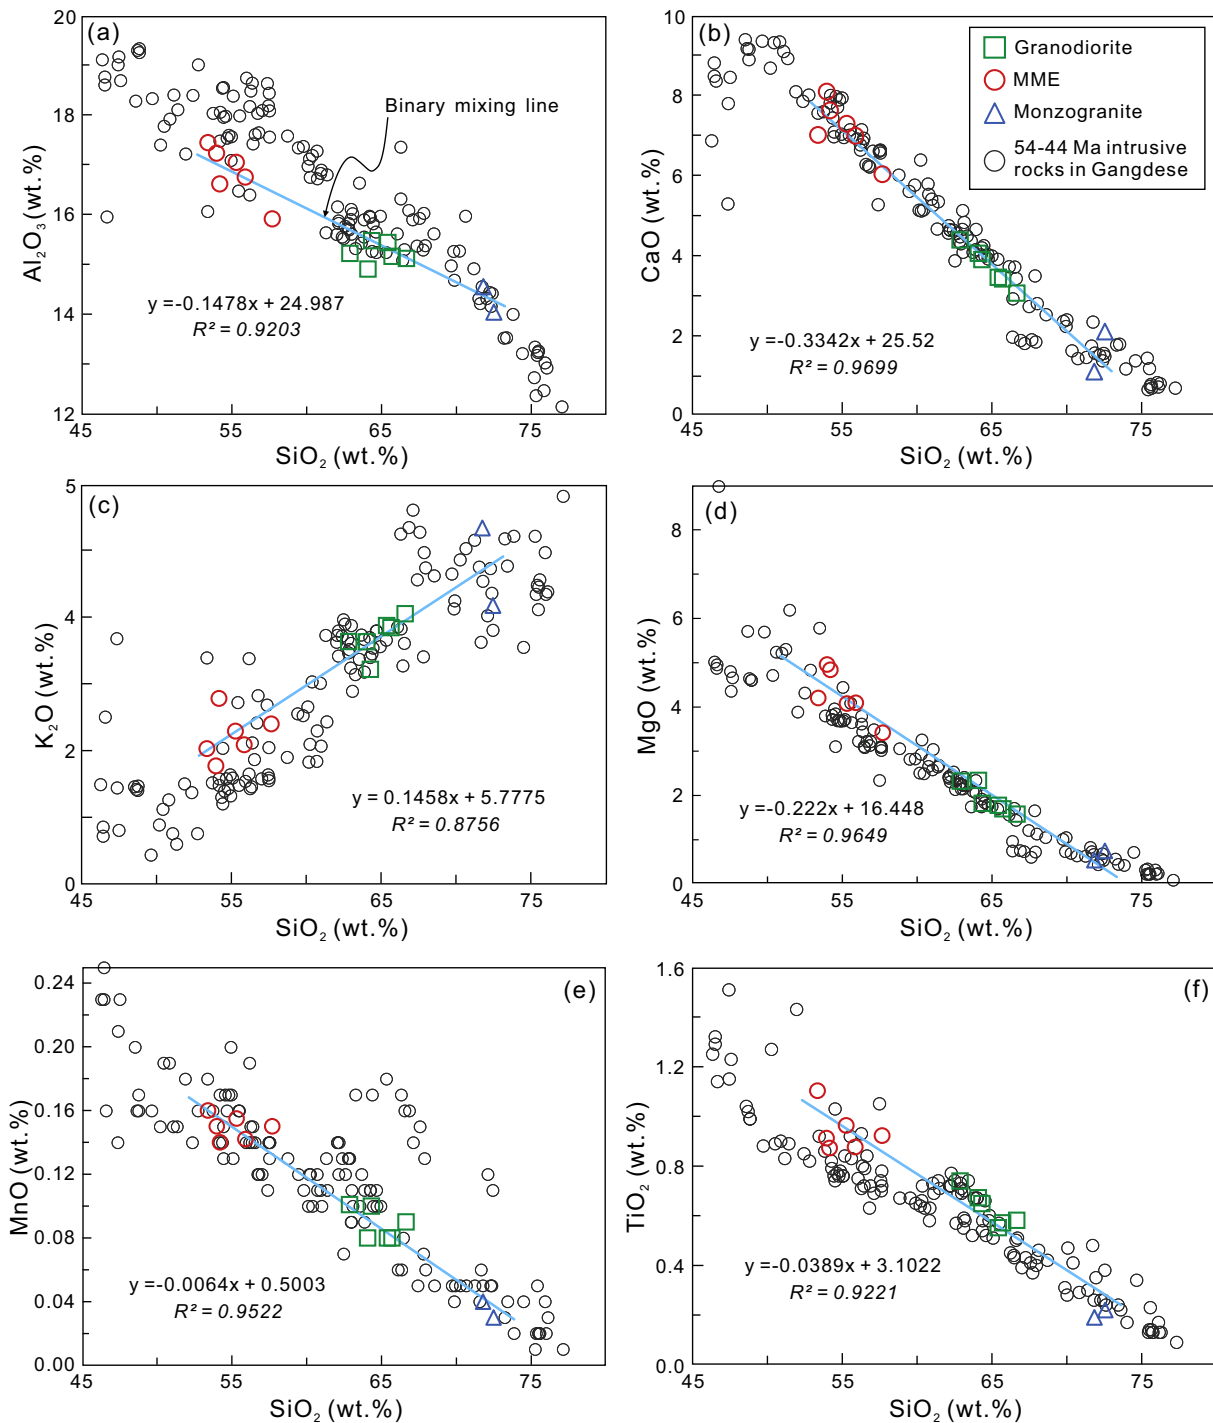 (a)
Binary mixing line
y=-0.1478x + 24.987
R² = 0.9203
Al₂O₃ (wt.%)
20
18
16
14
12
45
55
65
75
SiO₂ (wt.%)
(b)
Granodiorite
MME
Monzogranite
54-44 Ma intrusive
rocks in Gangdese
y =-0.3342x + 25.52
R² = 0.9699
CaO (wt.%)
10
8
6
4
2
0
45
55
65
75
SiO₂ (wt.%)
(c)
y = 0.1458x + 5.7775
R² = 0.8756
K₂O (wt.%)
5
4
3
2
0
45
55
65
75
SiO₂ (wt.%)
(d)
y =-0.222x + 16.448
R² = 0.9649
MgO (wt.%)
8
6
4
2
0
45
55
65
75
SiO₂ (wt.%)
(e)
y =-0.0064x + 0.5003
R² = 0.9522
MnO (wt.%)
0.24
0.20
0.16
0.12
0.08
0.04
0.00
45
55
65
75
SiO₂ (wt.%)
(f)
y =-0.0389x + 3.1022
R² = 0.9221
TiO₂ (wt.%)
1.6
1.2
0.8
0.4
0.0
45
55
65
75
SiO₂ (wt.%)